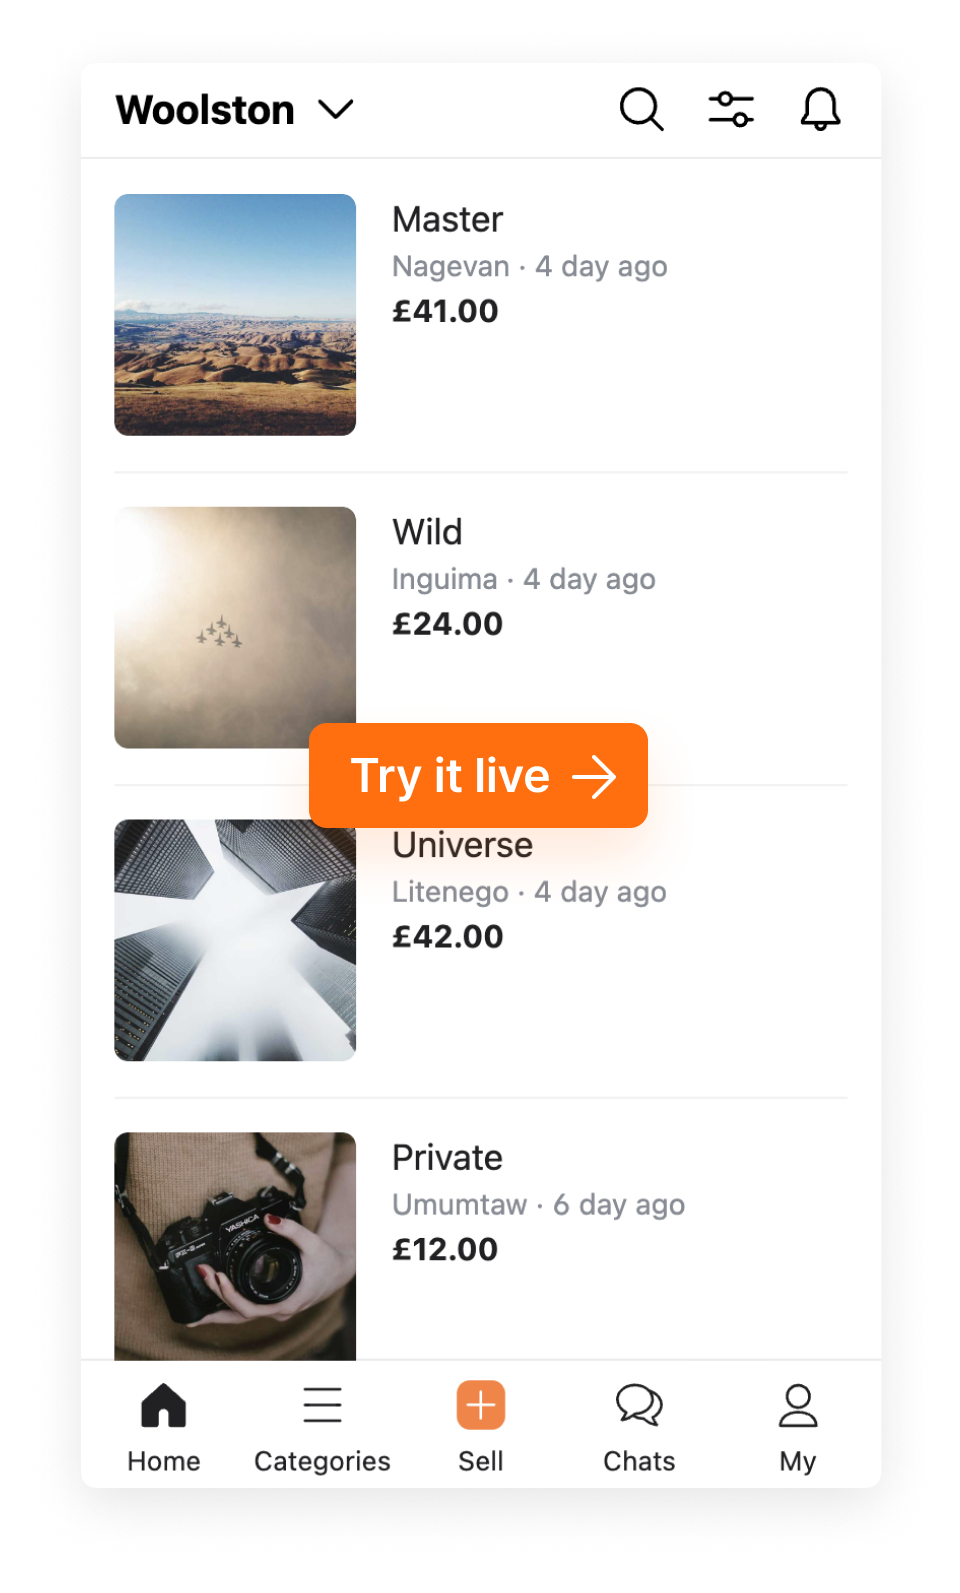 Woolston
Master
Nagevan · 4 day ago
£41.00
Wild
Inguima · 4 day ago
£24.00
Try it live
Universe
Litenego · 4 day ago
£42.00
Private
Umumtaw · 6 day ago
£12.00
YASHICA
Home
Categories
Sell
Chats
My